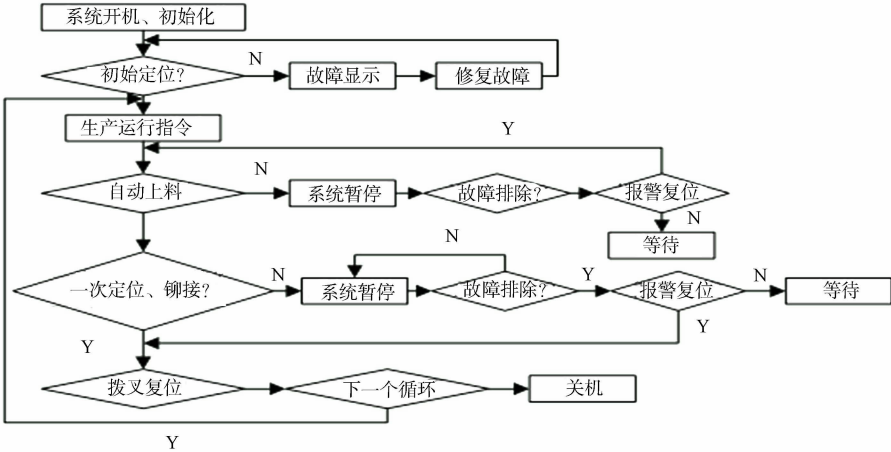 系统开机、初始化
N
初始定位?
故障显示
修复故障
生产运行指令
Y
N
自动上料
系统暂停
故障排除?
报警复位
N
等待
N
一次定位、铆接?
N
系统暂停
故障排除?
Y
报警复位
N
等待
Y
Y
拨叉复位
下一个循环
关机
Y